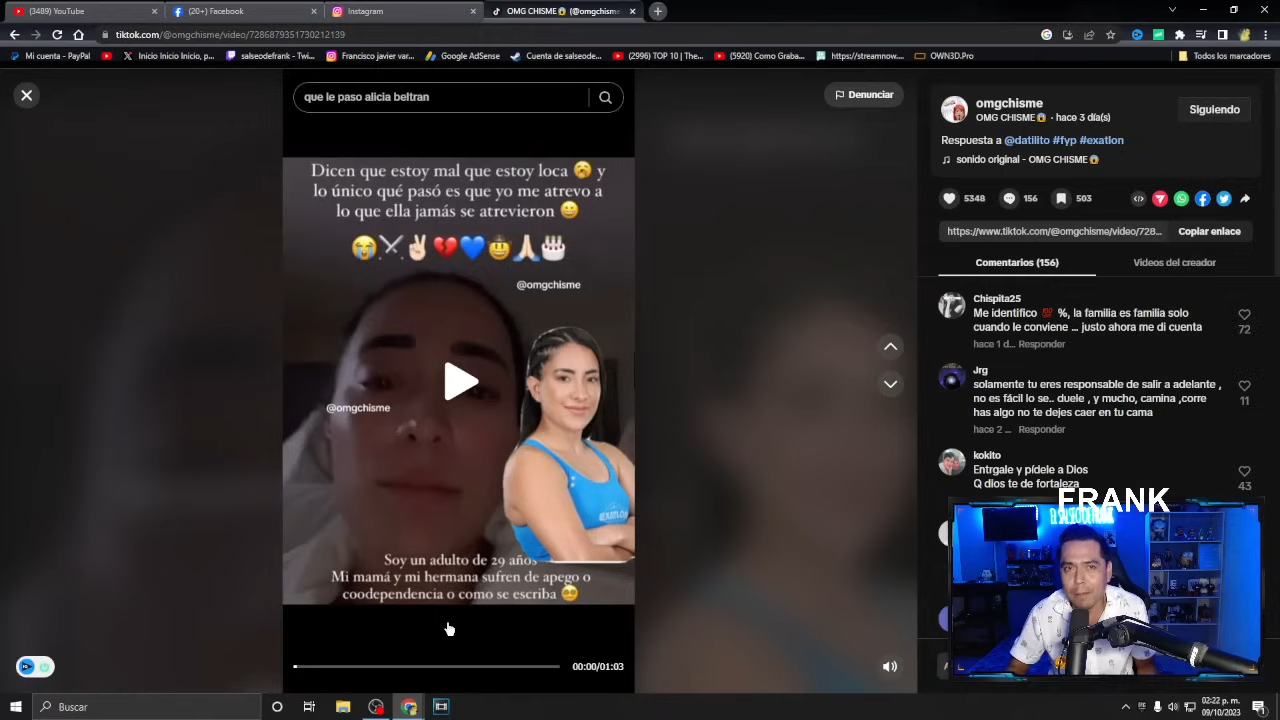 (3489) YouTube
(20+) Facebook
Instagram
OMG CHISME😱 (@omgchisme
tiktok.com/@omgchisme/video/7286879351730212139
Mi cuenta - PayPal
Inicio Inicio Inicio, p...
salseodefrank - Twi...
Francisco javier var...
Google AdSense
Cuenta de salseode...
(2996) TOP 10 | The...
(5920) Como Graba...
https://streamnow...
OWN3D.Pro
Todos los marcadores
que le paso alicia beltran
Denunciar
Dicen que estoy mal que estoy loca 🥱 y
lo único qué pasó es que yo me atrevo a
lo que ella jamás se atrevieron 😀
😭⚔✌🏻💔💙🤠🙏🏻🎂
@omgchisme
@omgchisme
EXATLON
Soy un adulto de 29 años
Mi mamá y mi hermana sufren de apego o
coodependencia o como se escriba 😵‍💫
00:00/01:03
omgchisme
OMG CHISME😱 · hace 3 día(s)
Siguiendo
Respuesta a @datilito #fyp #exatlon
sonido original - OMG CHISME😱
5348
156
503
https://www.tiktok.com/@omgchisme/video/728...
Copiar enlace
Comentarios (156)
Videos del creador
Chispita25
Me identifico 💯 %, la familia es familia solo
cuando le conviene ... justo ahora me di cuenta
72
hace 1 d... Responder
Jrg
solamente tu eres responsable de salir a adelante ,
no es fácil lo se.. duele , y mucho, camina ,corre
has algo no te dejes caer en tu cama
11
hace 2 ... Responder
kokito
Entrgale y pídele a Dios
Q dios te de fortaleza
43
FRANK
EL SALSEO DE FRANK
Buscar
02:22 p. m.
09/10/2023